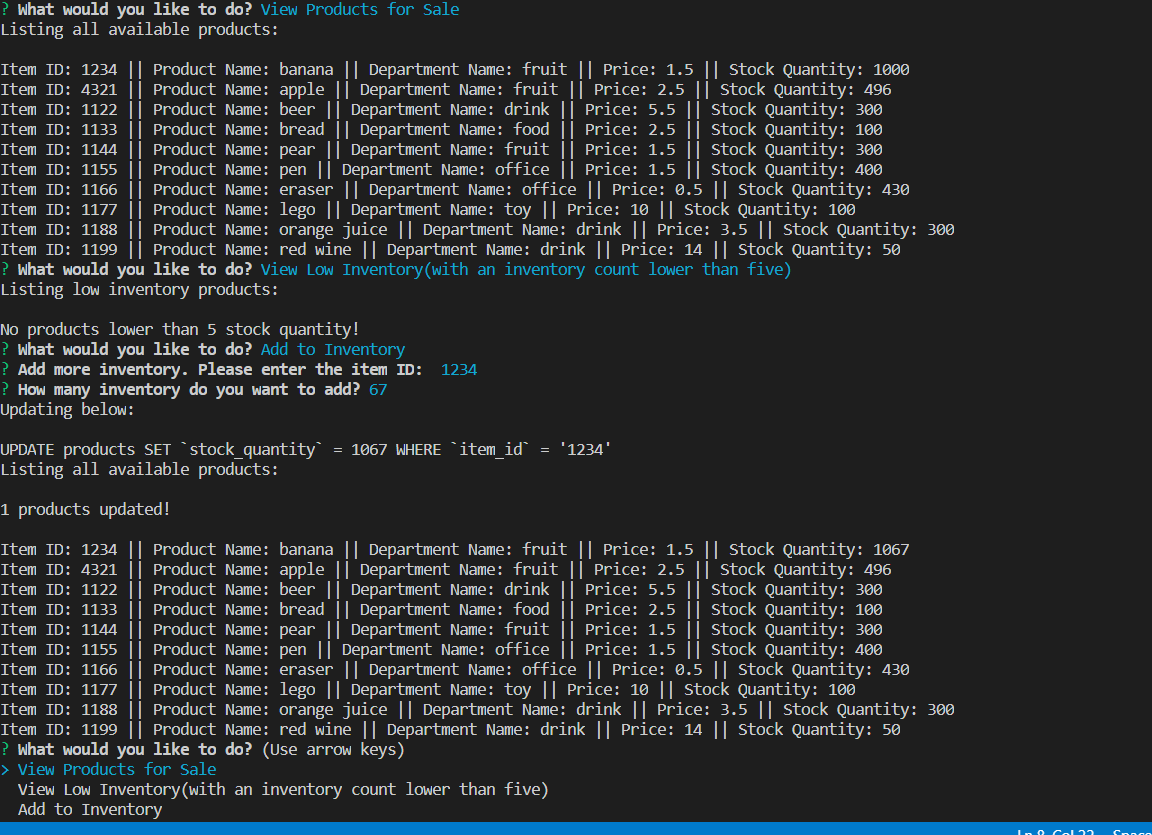 ? What would you like to do? View Products for Sale
Listing all available products:
Item ID: 1234 || Product Name: banana || Department Name: fruit || Price: 1.5 || Stock Quantity: 1000
Item ID: 4321 || Product Name: apple || Department Name: fruit || Price: 2.5 || Stock Quantity: 496
Item ID: 1122 || Product Name: beer || Department Name: drink || Price: 5.5 || Stock Quantity: 300
Item ID: 1133 || Product Name: bread || Department Name: food || Price: 2.5 || Stock Quantity: 100
Item ID: 1144 || Product Name: pear || Department Name: fruit || Price: 1.5 || Stock Quantity: 300
Item ID: 1155 || Product Name: pen || Department Name: office || Price: 1.5 || Stock Quantity: 400
Item ID: 1166 || Product Name: eraser || Department Name: office || Price: 0.5 || Stock Quantity: 430
Item ID: 1177 || Product Name: lego || Department Name: toy || Price: 10 || Stock Quantity: 100
Item ID: 1188 || Product Name: orange juice || Department Name: drink || Price: 3.5 || Stock Quantity: 300
Item ID: 1199 || Product Name: red wine || Department Name: drink || Price: 14 || Stock Quantity: 50
? What would you like to do? View Low Inventory(with an inventory count lower than five)
Listing low inventory products:
No products lower than 5 stock quantity!
? What would you like to do? Add to Inventory
? Add more inventory. Please enter the item ID:  1234
? How many inventory do you want to add? 67
Updating below:
UPDATE products SET `stock_quantity` = 1067 WHERE `item_id` = '1234'
Listing all available products:
1 products updated!
Item ID: 1234 || Product Name: banana || Department Name: fruit || Price: 1.5 || Stock Quantity: 1067
Item ID: 4321 || Product Name: apple || Department Name: fruit || Price: 2.5 || Stock Quantity: 496
Item ID: 1122 || Product Name: beer || Department Name: drink || Price: 5.5 || Stock Quantity: 300
Item ID: 1133 || Product Name: bread || Department Name: food || Price: 2.5 || Stock Quantity: 100
Item ID: 1144 || Product Name: pear || Department Name: fruit || Price: 1.5 || Stock Quantity: 300
Item ID: 1155 || Product Name: pen || Department Name: office || Price: 1.5 || Stock Quantity: 400
Item ID: 1166 || Product Name: eraser || Department Name: office || Price: 0.5 || Stock Quantity: 430
Item ID: 1177 || Product Name: lego || Department Name: toy || Price: 10 || Stock Quantity: 100
Item ID: 1188 || Product Name: orange juice || Department Name: drink || Price: 3.5 || Stock Quantity: 300
Item ID: 1199 || Product Name: red wine || Department Name: drink || Price: 14 || Stock Quantity: 50
? What would you like to do? (Use arrow keys)
> View Products for Sale
View Low Inventory(with an inventory count lower than five)
Add to Inventory